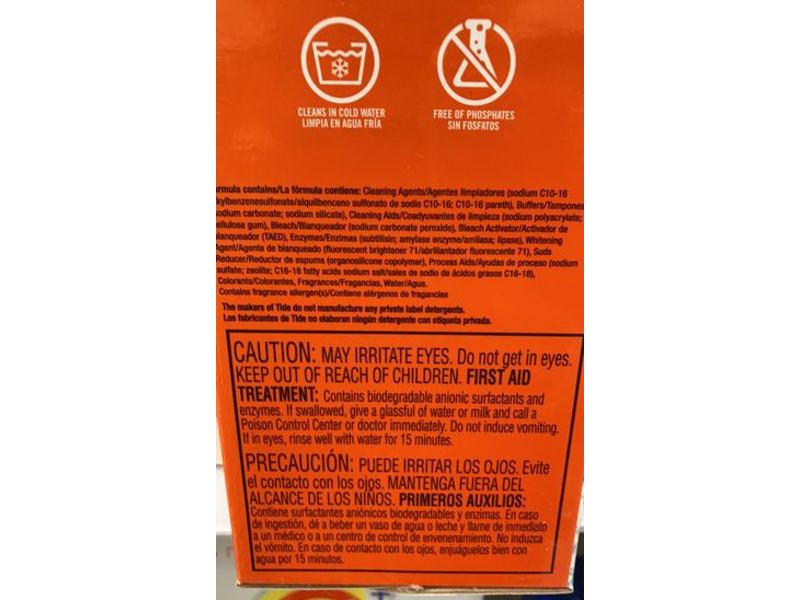 CLEANS IN COLD WATER
LIMPIA EN AGUA FRÍA
FREE OF PHOSPHATES
SIN FOSFATOS
rmula contains/La fórmula contiene: Cleaning Agents/Agentes limpiadores (sodium C10-16
kylbenzenesulfonate/alquilbenceno sulfonato de sodio C10-16; C10-16 pareth), Buffers/Tampones
odium carbonate; sodium silicate), Cleaning Aids/Coadyuvantes de limpieza (sodium polyacrylate;
ellulose gum), Bleach/Blanqueador (sodium carbonate peroxide), Bleach Activator/Activador de
lanqueador (TAED), Enzymes/Enzimas (subtilisin; amylase enzyme/amilasa; lipase), Whitening
Agent/Agente de blanqueado (fluorescent brightener 71/abrillantador fluorescente 71), Suds
Reducer/Reductor de espuma (organosilicone copolymer), Process Aids/Ayudas de proceso (sodium
sulfate; zeolite; C16-18 fatty acids sodium salt/sales de sodio de ácidos grasos C16-18),
Colorants/Colorantes, Fragrances/Fragancias, Water/Agua.
Contains fragrance allergen(s)/Contiene alérgenos de fragancias
The makers of Tide do not manufacture any private label detergents.
Los fabricantes de Tide no elaboran ningún detergente con etiqueta privada.
CAUTION: MAY IRRITATE EYES. Do not get in eyes.
KEEP OUT OF REACH OF CHILDREN. FIRST AID
TREATMENT: Contains biodegradable anionic surfactants and
enzymes. If swallowed, give a glassful of water or milk and call a
Poison Control Center or doctor immediately. Do not induce vomiting.
If in eyes, rinse well with water for 15 minutes.
PRECAUCIÓN: PUEDE IRRITAR LOS OJOS. Evite
el contacto con los ojos. MANTENGA FUERA DEL
ALCANCE DE LOS NIÑOS. PRIMEROS AUXILIOS:
Contiene surfactantes aniónicos biodegradables y enzimas. En caso
de ingestión, dé a beber un vaso de agua o leche y llame de inmediato
a un médico o a un centro de control de envenenamiento. No induzca
el vómito. En caso de contacto con los ojos, enjuáguelos bien con
agua por 15 minutos.